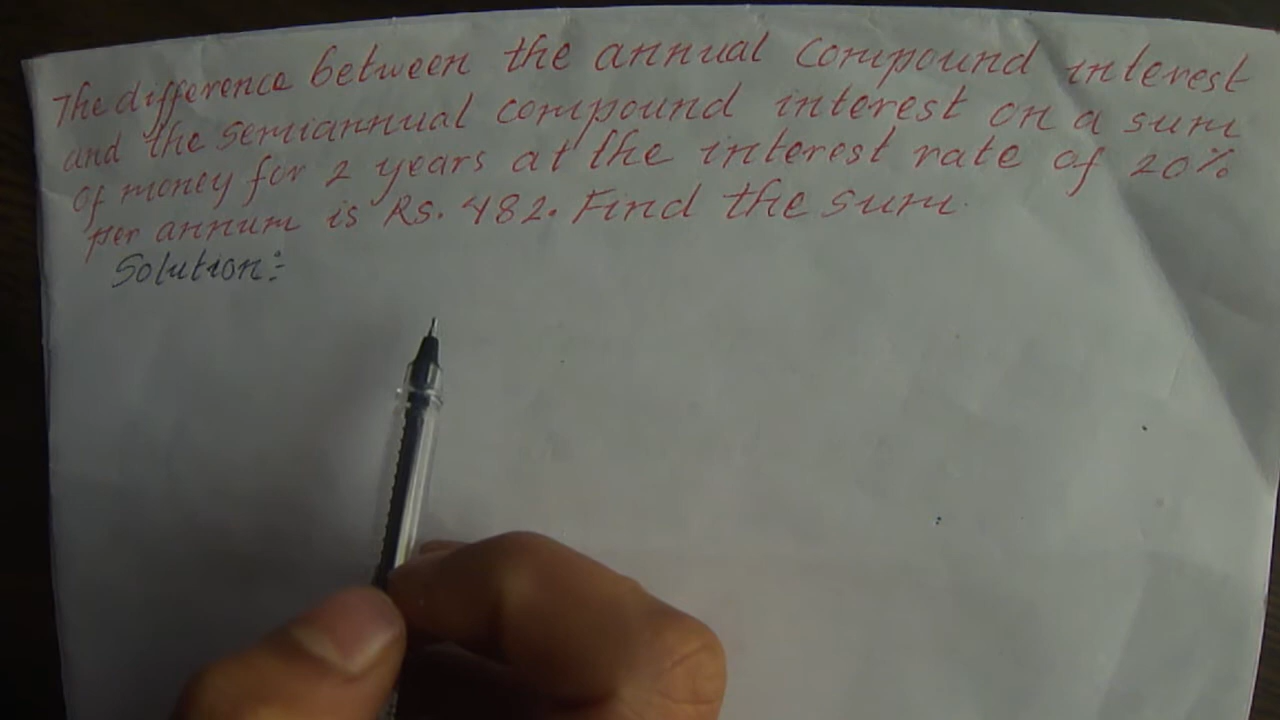 The difference between the annual Compound interest
and the semiannual compound interest on a sum
of money for 2 years at the interest rate of 20%
per annum is Rs. 482. Find the sum.
Solution:-